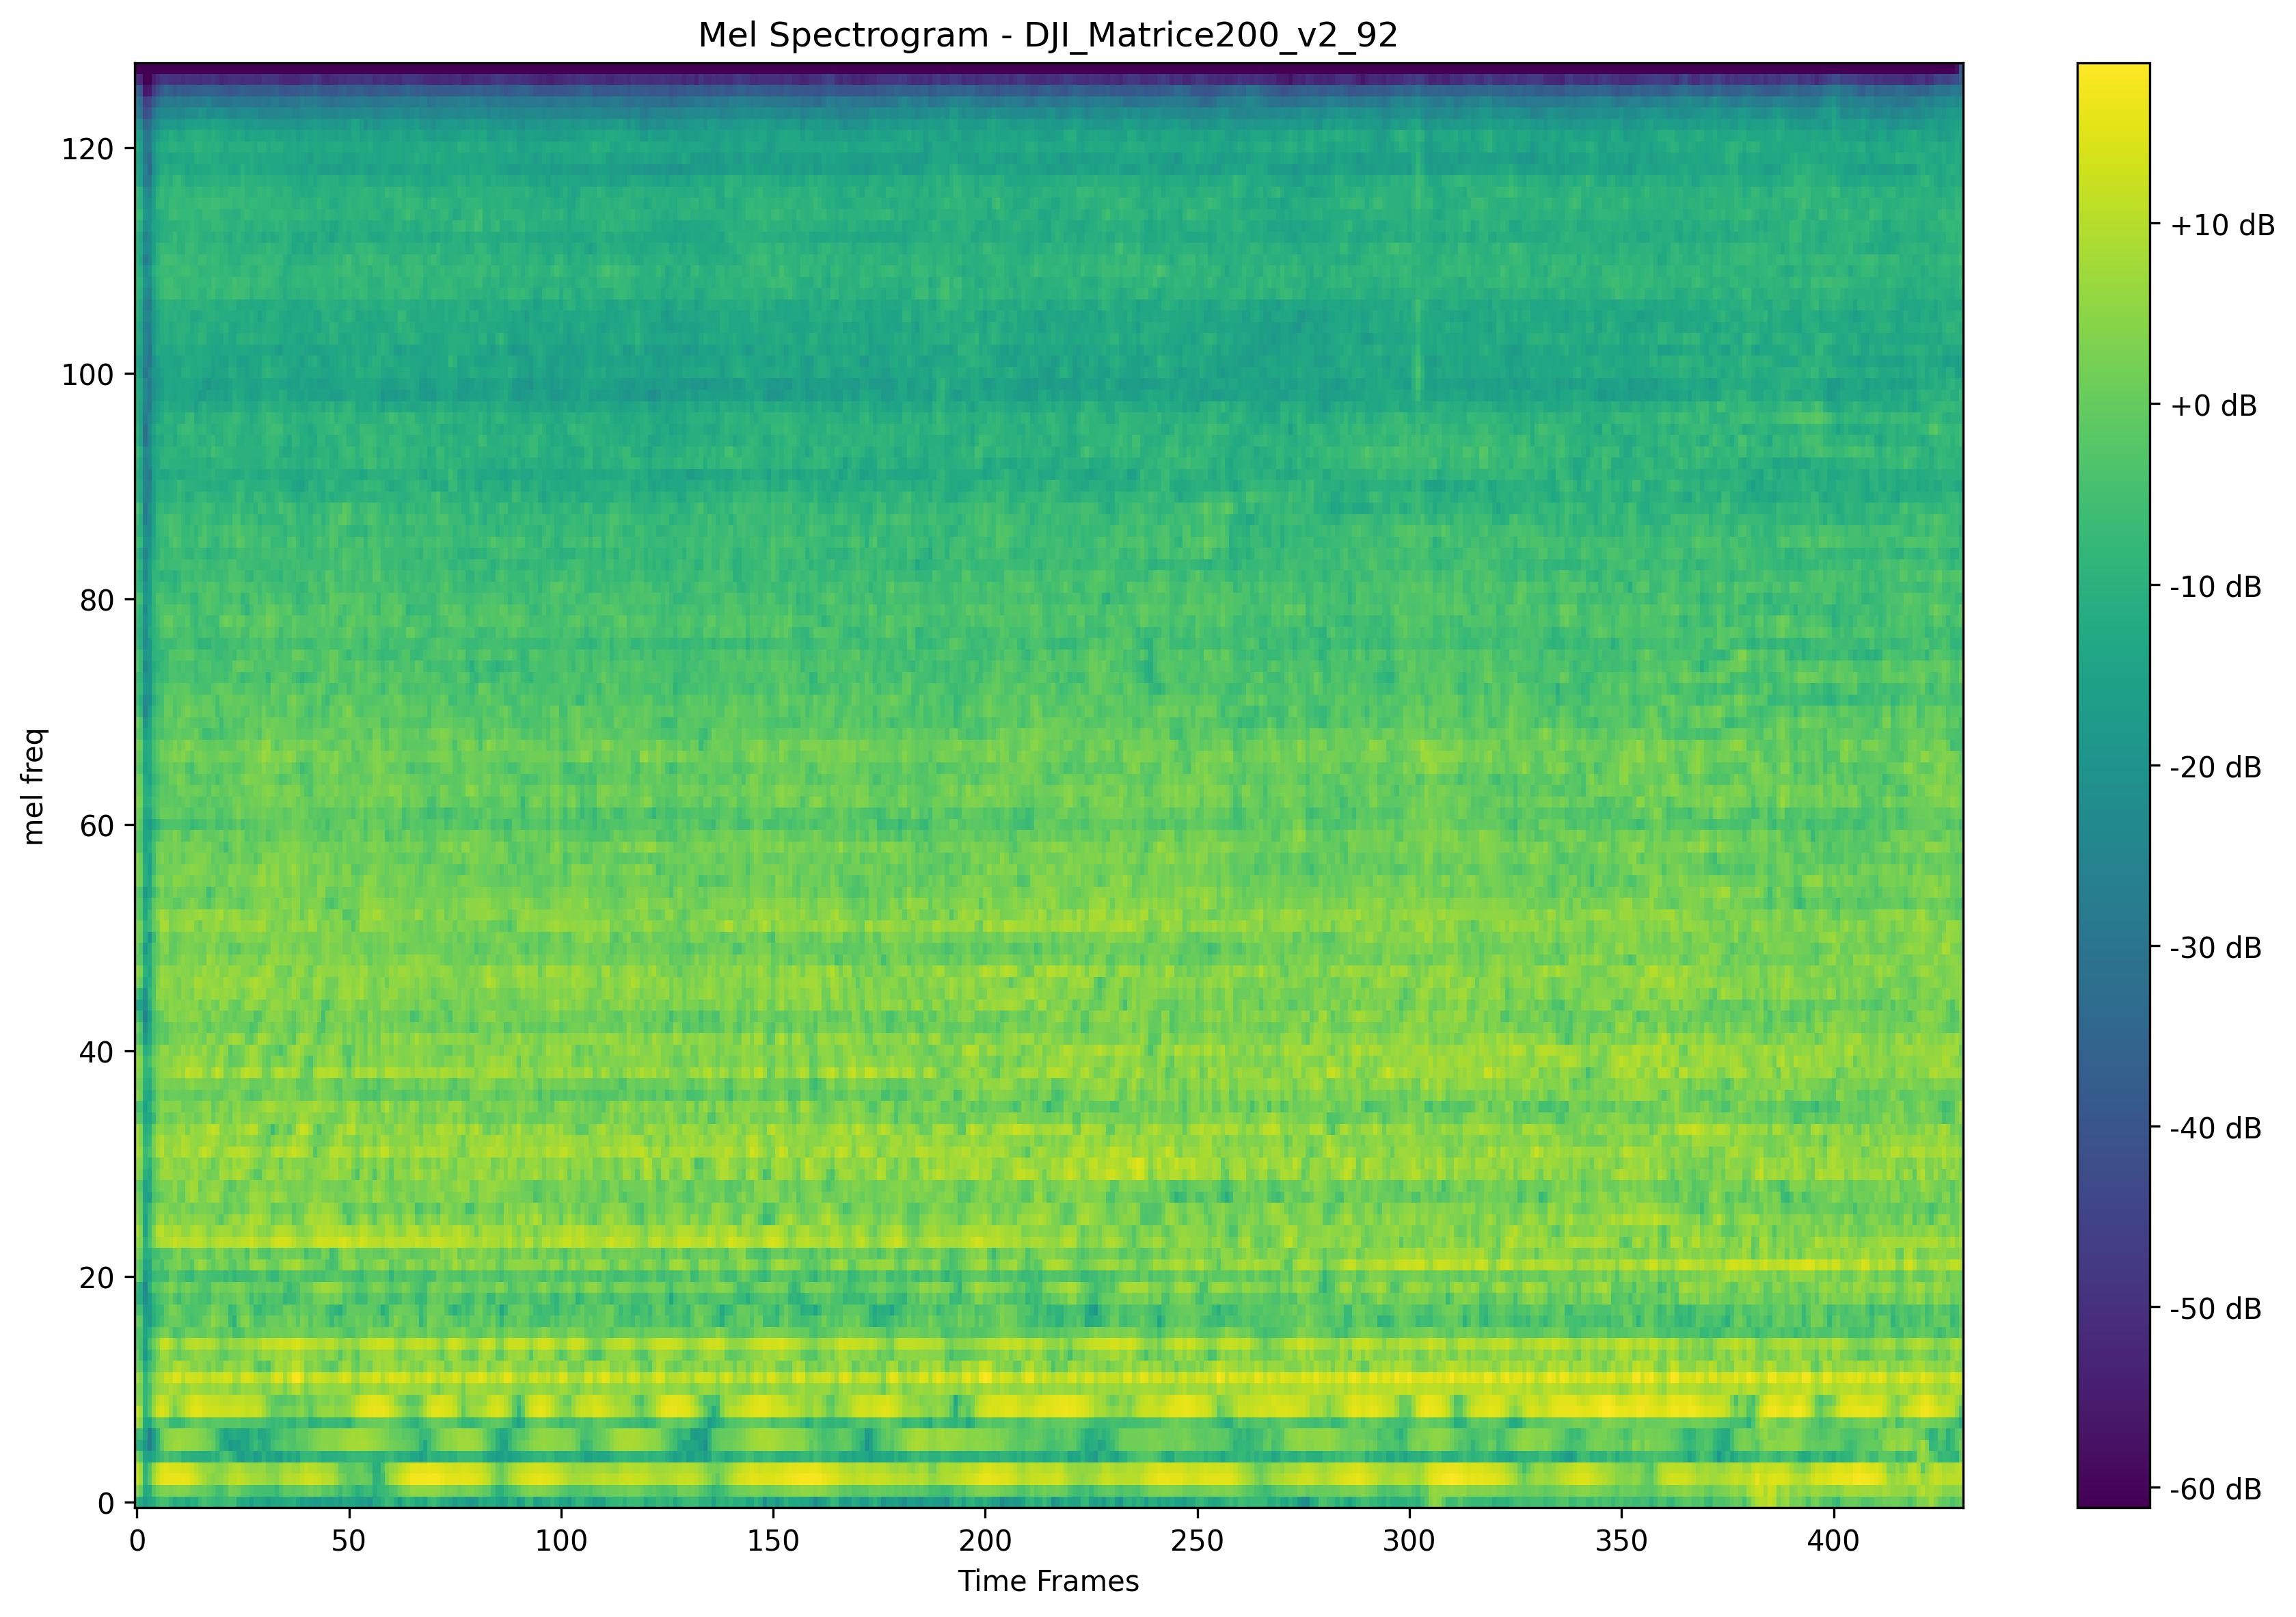 Mel Spectrogram - DJI_Matrice200_v2_92
mel freq
120
100
80
60
40
20
0
0 50 100 150 200 250 300 350 400
Time Frames
+10 dB
+0 dB
-10 dB
-20 dB
-30 dB
-40 dB
-50 dB
-60 dB